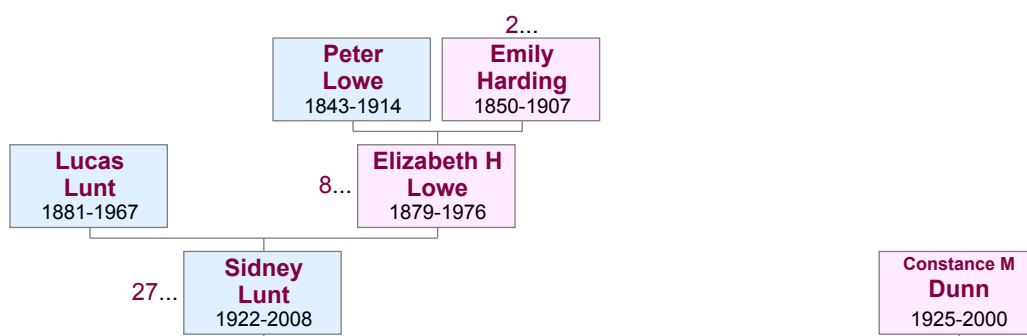 2...
Peter
Lowe
1843-1914
Emily
Harding
1850-1907
Lucas
Lunt
1881-1967
8...
Elizabeth H
Lowe
1879-1976
27...
Sidney
Lunt
1922-2008
Constance M
Dunn
1925-2000